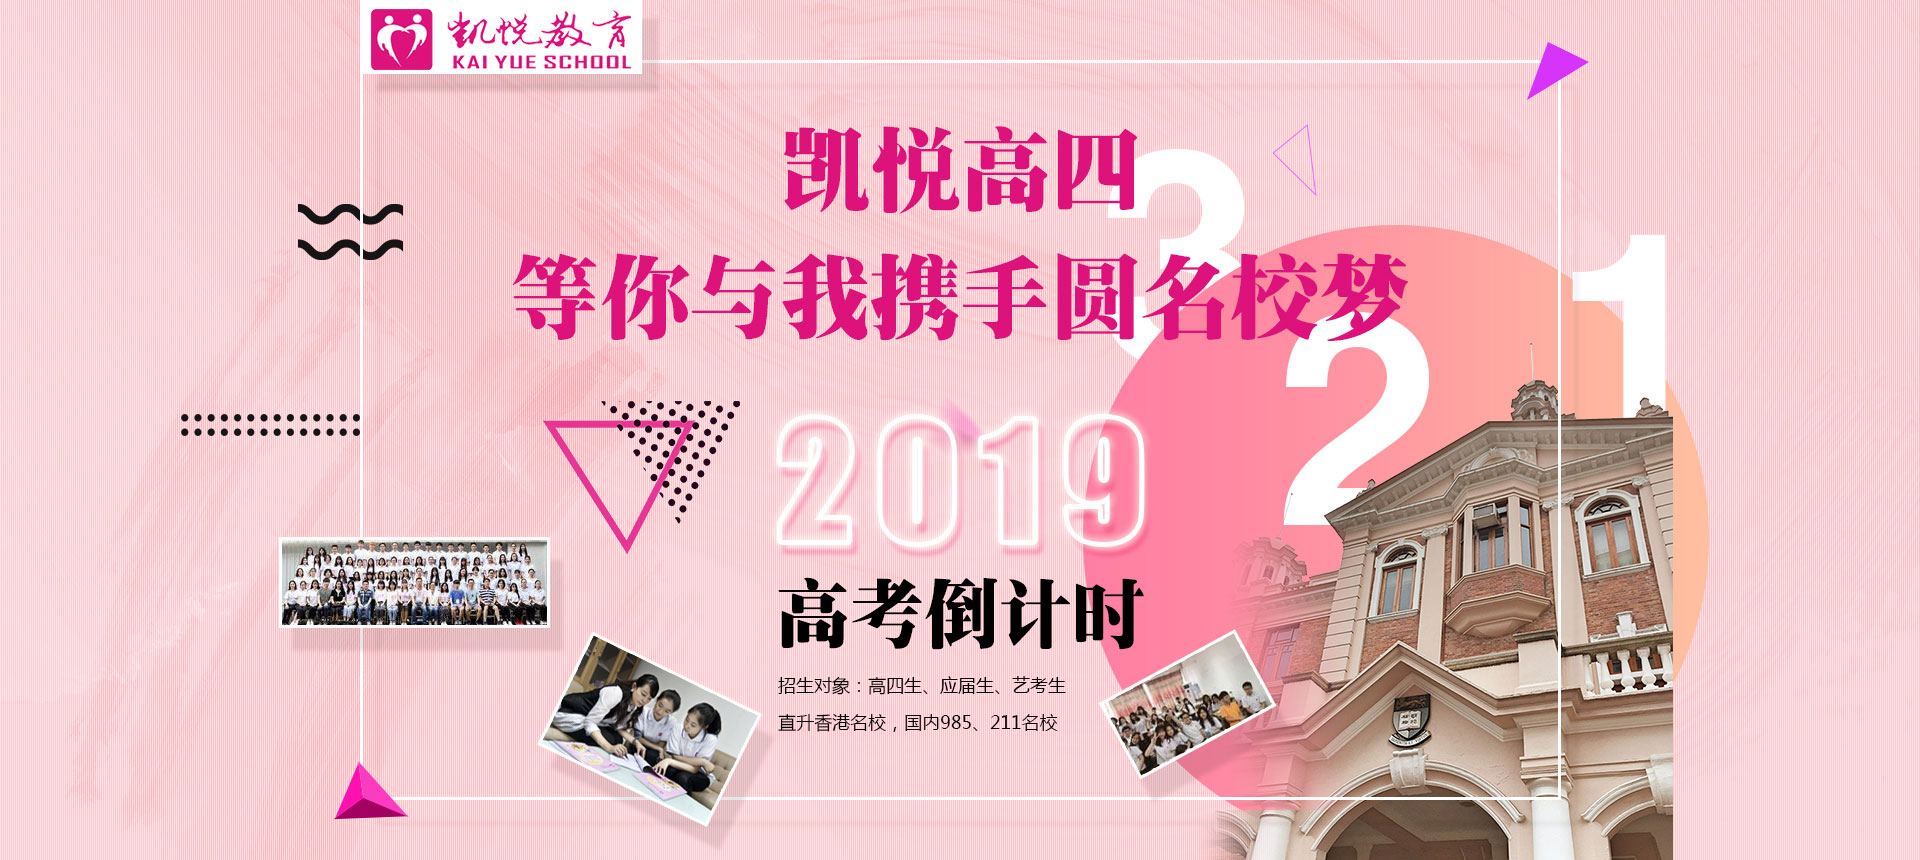 凯悦教育
KAI YUE SCHOOL
凯悦高四
等你与我携手圆名校梦
3
2
1
2019
高考倒计时
招生对象：高四生、应届生、艺考生
直升香港名校，国内985、211名校